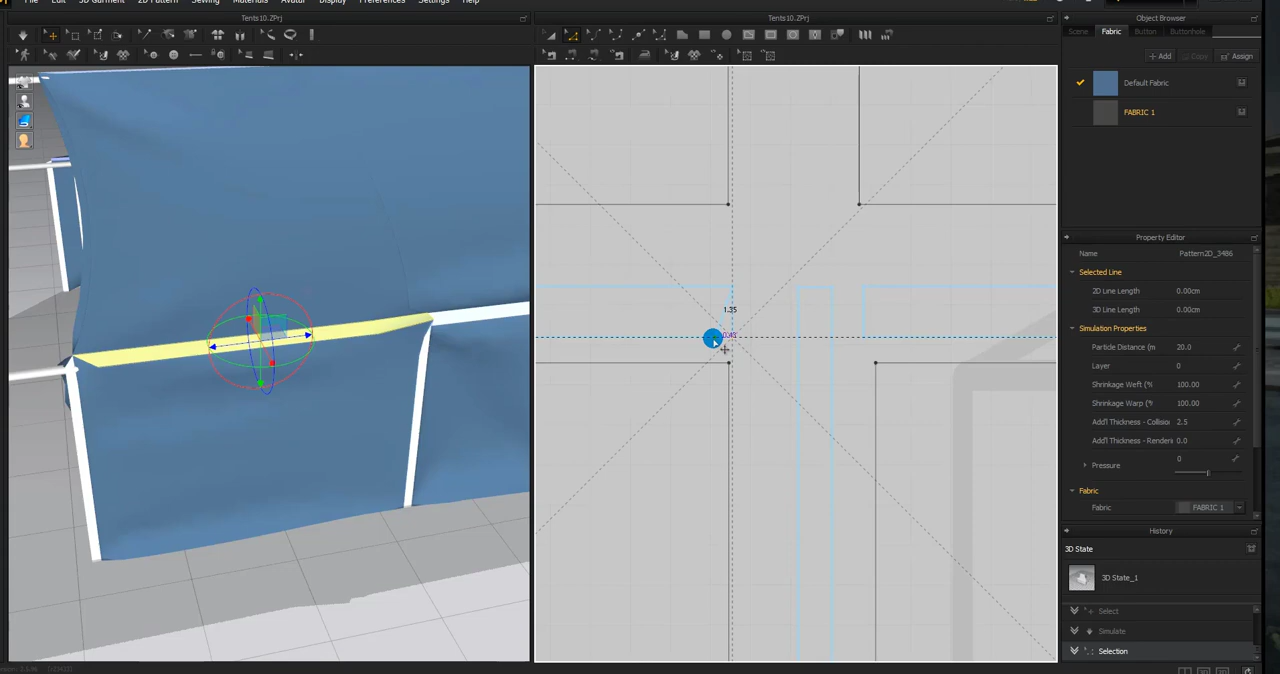 File Edit 3D Garment 2D Pattern Sewing Materials Avatar Display Preferences Settings Help
Tents10.ZPrj
Tents10.ZPrj
Object Browser
Scene Fabric Button Buttonhole
Add Copy Assign
Default Fabric
FABRIC 1
Property Editor
Name Pattern2D_3486
Selected Line
2D Line Length 0.00cm
3D Line Length 0.00cm
Simulation Properties
Particle Distance (m 20.0
Layer 0
Shrinkage Weft (% 100.00
Shrinkage Warp (% 100.00
Add'l Thickness - Collisio 2.5
Add'l Thickness - Renderi 0.0
Pressure 0
Fabric
Fabric FABRIC 1
History
3D State
3D State_1
Select
Simulate
Selection
1.35
0.43